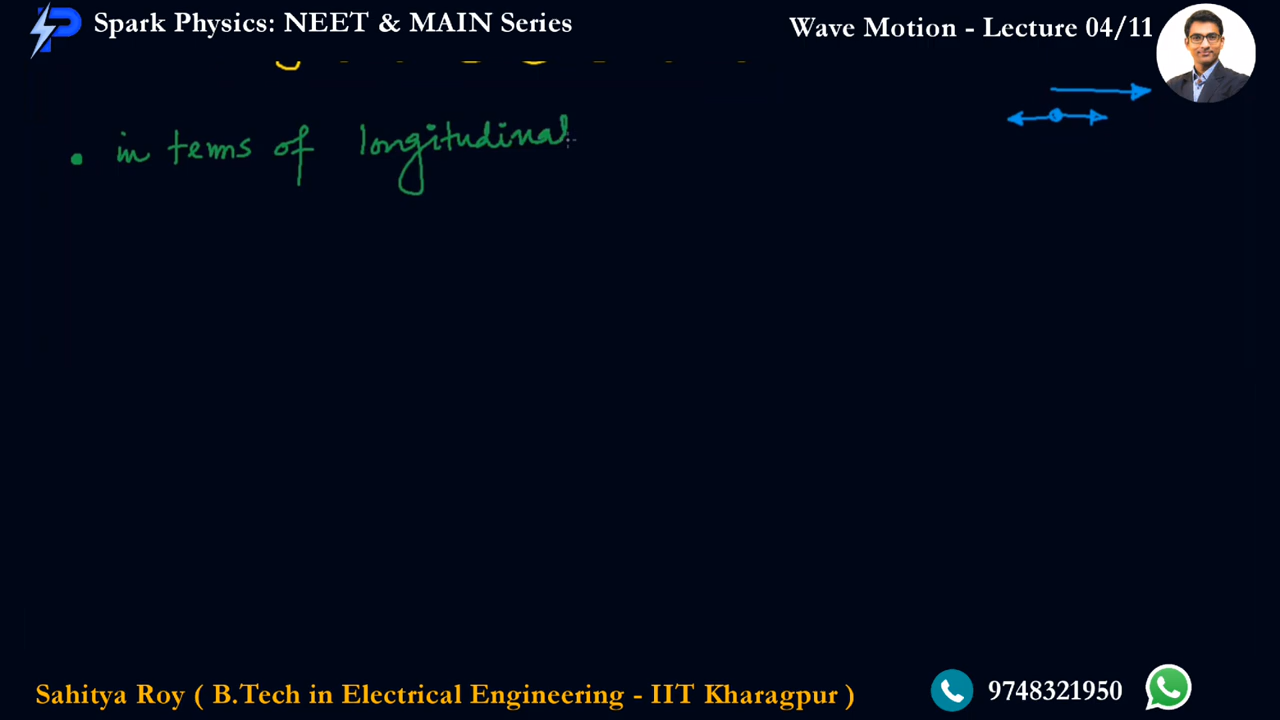 Spark Physics: NEET & MAIN Series
Wave Motion - Lecture 04/11
• in terms of longitudinal
Sahitya Roy ( B.Tech in Electrical Engineering - IIT Kharagpur )
9748321950